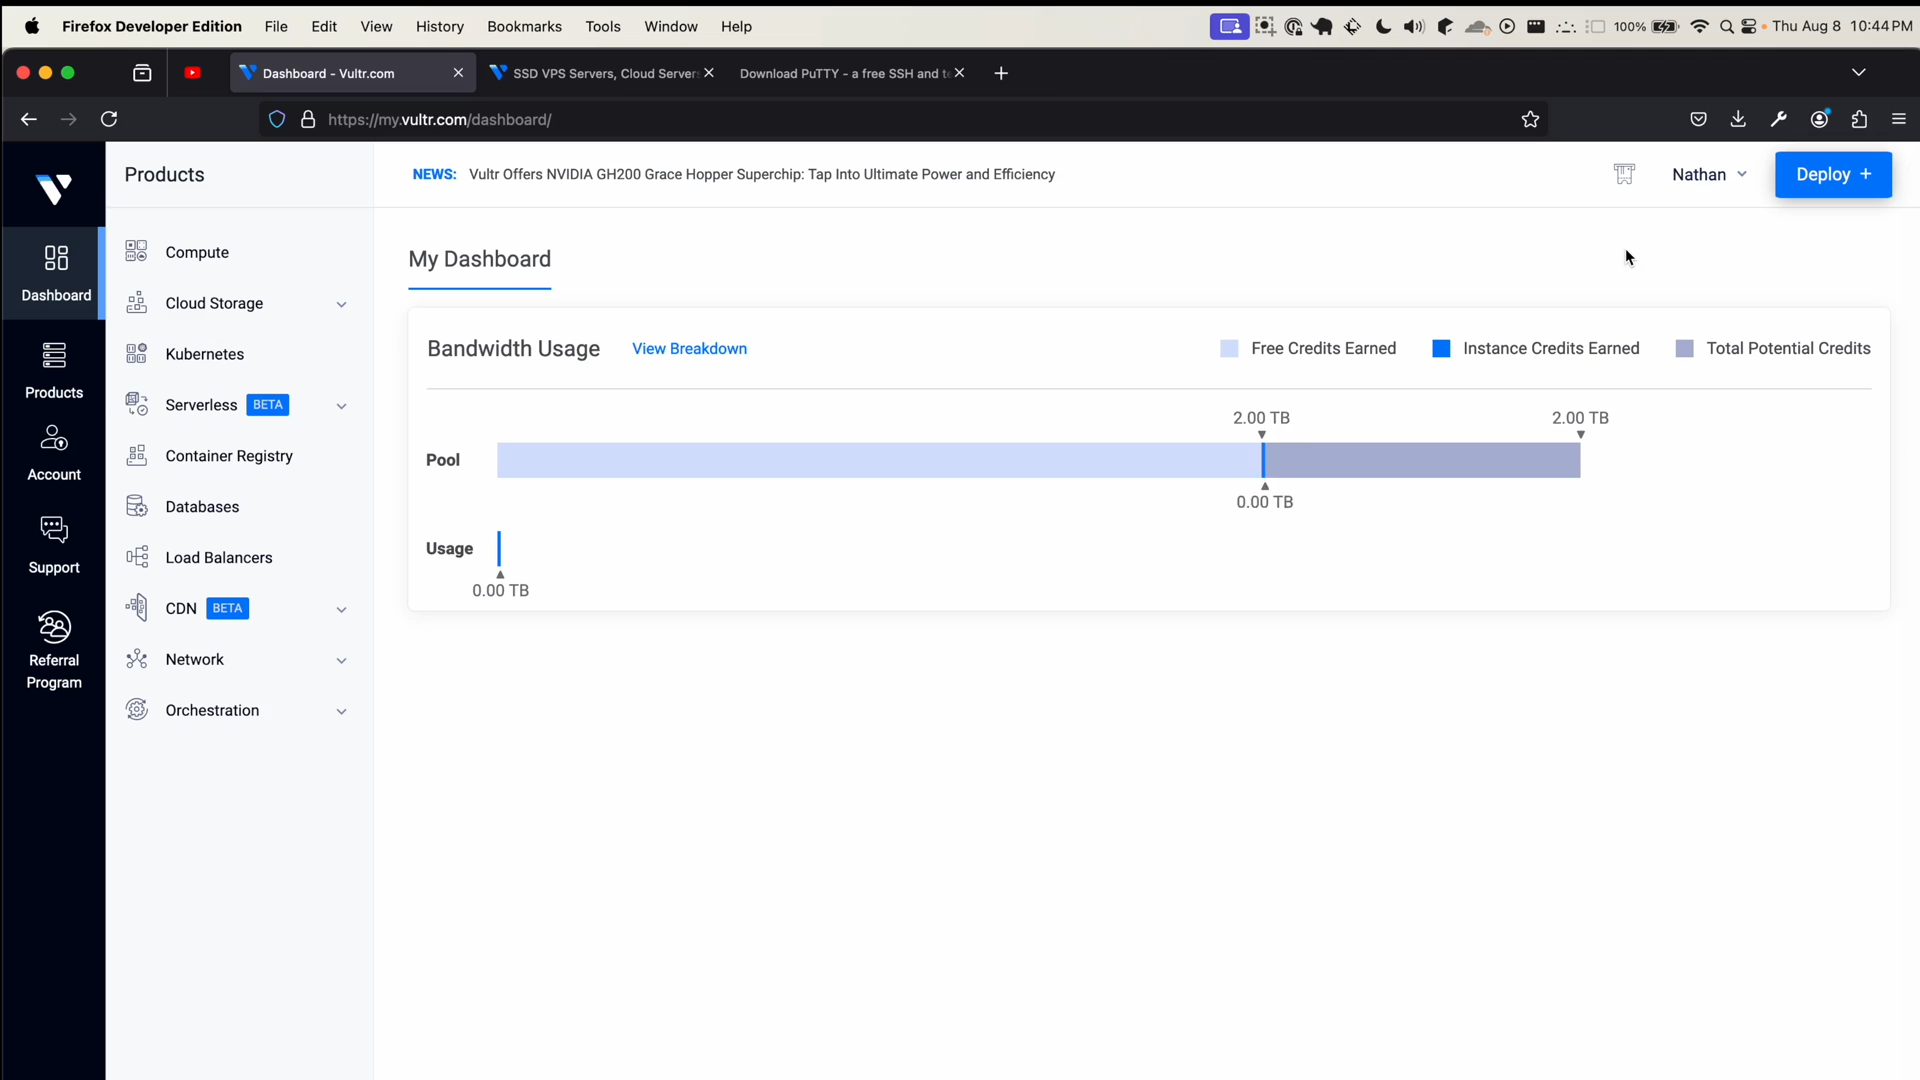 Firefox Developer Edition File Edit View History Bookmarks Tools Window Help 100% Thu Aug 8 10:44 PM
Dashboard - Vultr.com SSD VPS Servers, Cloud Server Download PuTTY - a free SSH and te
https://my.vultr.com/dashboard/
Products
NEWS: Vultr Offers NVIDIA GH200 Grace Hopper Superchip: Tap Into Ultimate Power and Efficiency
Nathan
Deploy +
Dashboard
Products
Account
Support
Referral
Program
Compute
Cloud Storage
Kubernetes
Serverless BETA
Container Registry
Databases
Load Balancers
CDN BETA
Network
Orchestration
My Dashboard
Bandwidth Usage View Breakdown
Free Credits Earned Instance Credits Earned Total Potential Credits
2.00 TB 2.00 TB
Pool
0.00 TB
Usage
0.00 TB